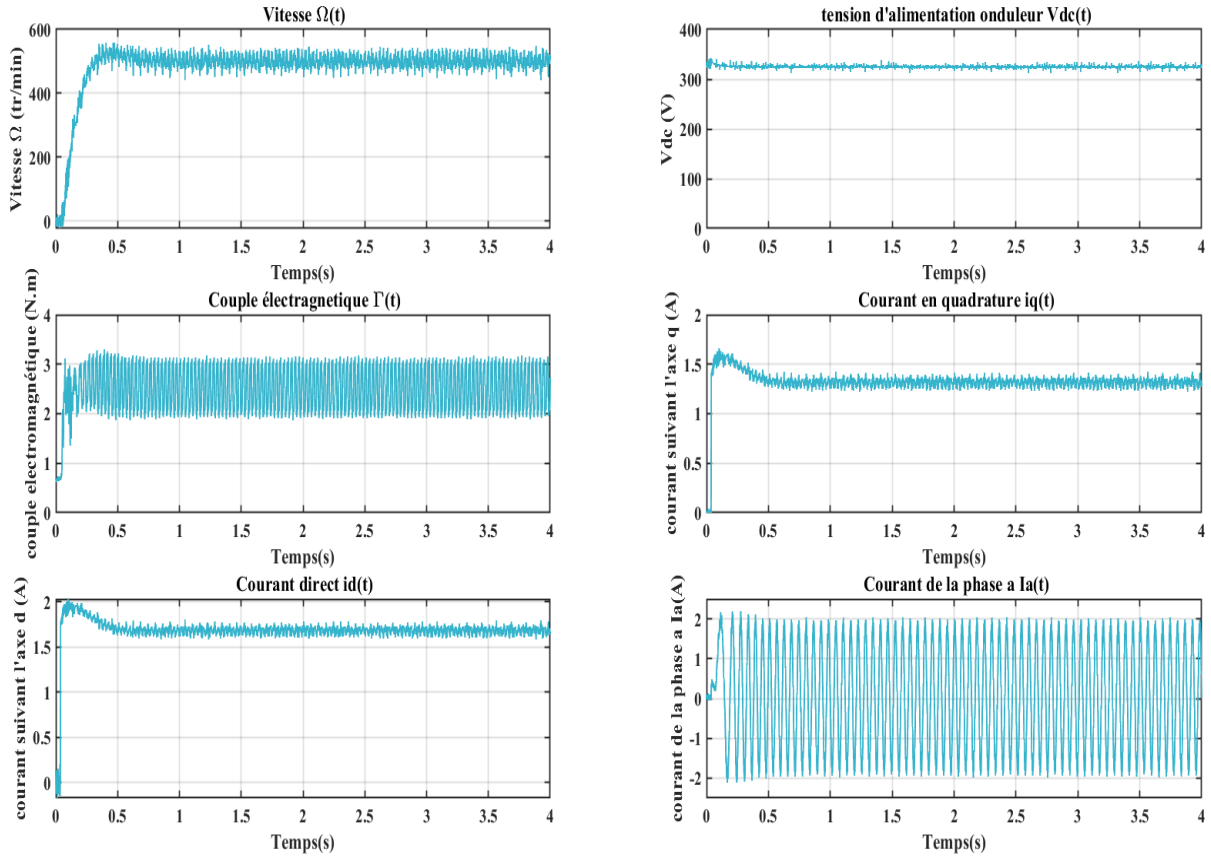 Vitesse Ω(t)
Vitesse Ω (tr/min)
600
400
200
0
0 0.5 1 1.5 2 2.5 3 3.5 4
Temps(s)
tension d'alimentation onduleur Vdc(t)
Vdc (V)
400
300
200
100
0
0 0.5 1 1.5 2 2.5 3 3.5 4
Temps(s)
Couple électragnetique Γ(t)
couple electromagnétique (N.m)
4
3
2
1
0
0 0.5 1 1.5 2 2.5 3 3.5 4
Temps(s)
Courant en quadrature iq(t)
courant suivant l'axe q (A)
2
1.5
1
0.5
0
0 0.5 1 1.5 2 2.5 3 3.5 4
Temps(s)
Courant direct id(t)
courant suivant l'axe d (A)
2
1.5
1
0.5
0
0 0.5 1 1.5 2 2.5 3 3.5 4
Temps(s)
Courant de la phase a Ia(t)
courant de la phase a Ia(A)
2
1
0
-1
-2
0 0.5 1 1.5 2 2.5 3 3.5 4
Temps(s)